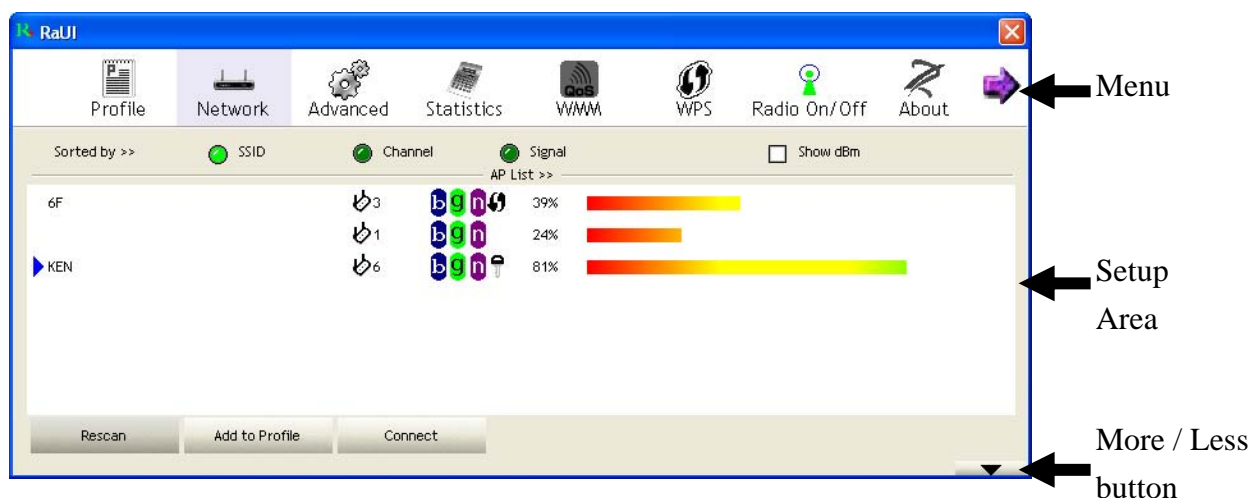 RaUI
Profile Network Advanced Statistics QoS WMM WPS Radio On/Off About
Menu
Sorted by >> SSID Channel Signal Show dBm
AP List >>
6F 3 b g n 39%
1 b g n 24%
KEN 6 b g n 81%
Setup
Area
Rescan Add to Profile Connect
More / Less
button